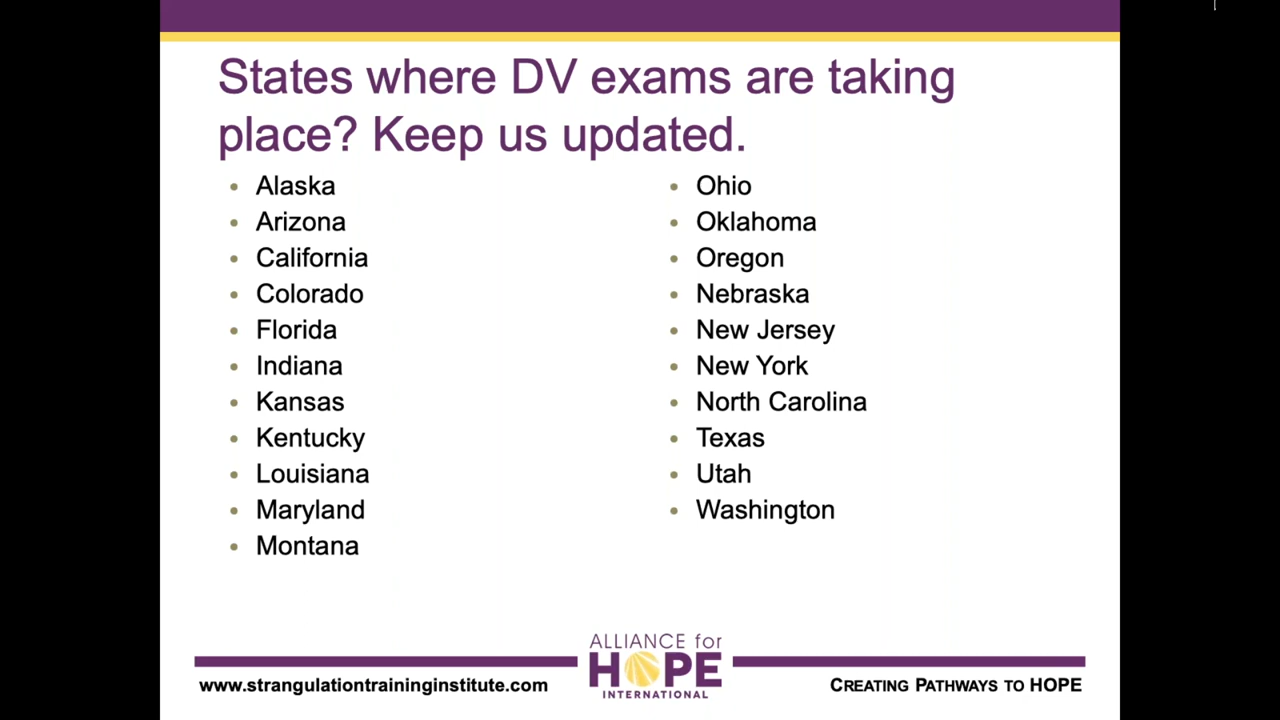 States where DV exams are taking
place? Keep us updated.
• Alaska
• Arizona
• California
• Colorado
• Florida
• Indiana
• Kansas
• Kentucky
• Louisiana
• Maryland
• Montana
• Ohio
• Oklahoma
• Oregon
• Nebraska
• New Jersey
• New York
• North Carolina
• Texas
• Utah
• Washington
www.strangulationtraininginstitute.com
ALLIANCE for
HOPE
INTERNATIONAL
CREATING PATHWAYS TO HOPE